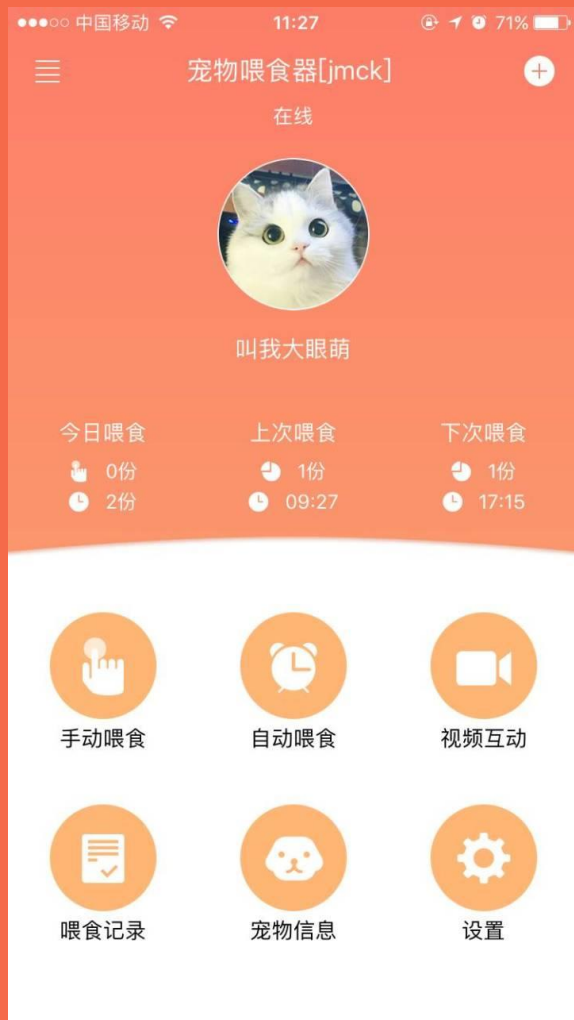 中国移动 11:27 71%
宠物喂食器[jmck]
在线
叫我大眼萌
今日喂食 上次喂食 下次喂食
0份 1份 1份
2份 09:27 17:15
手动喂食 自动喂食 视频互动
喂食记录 宠物信息 设置